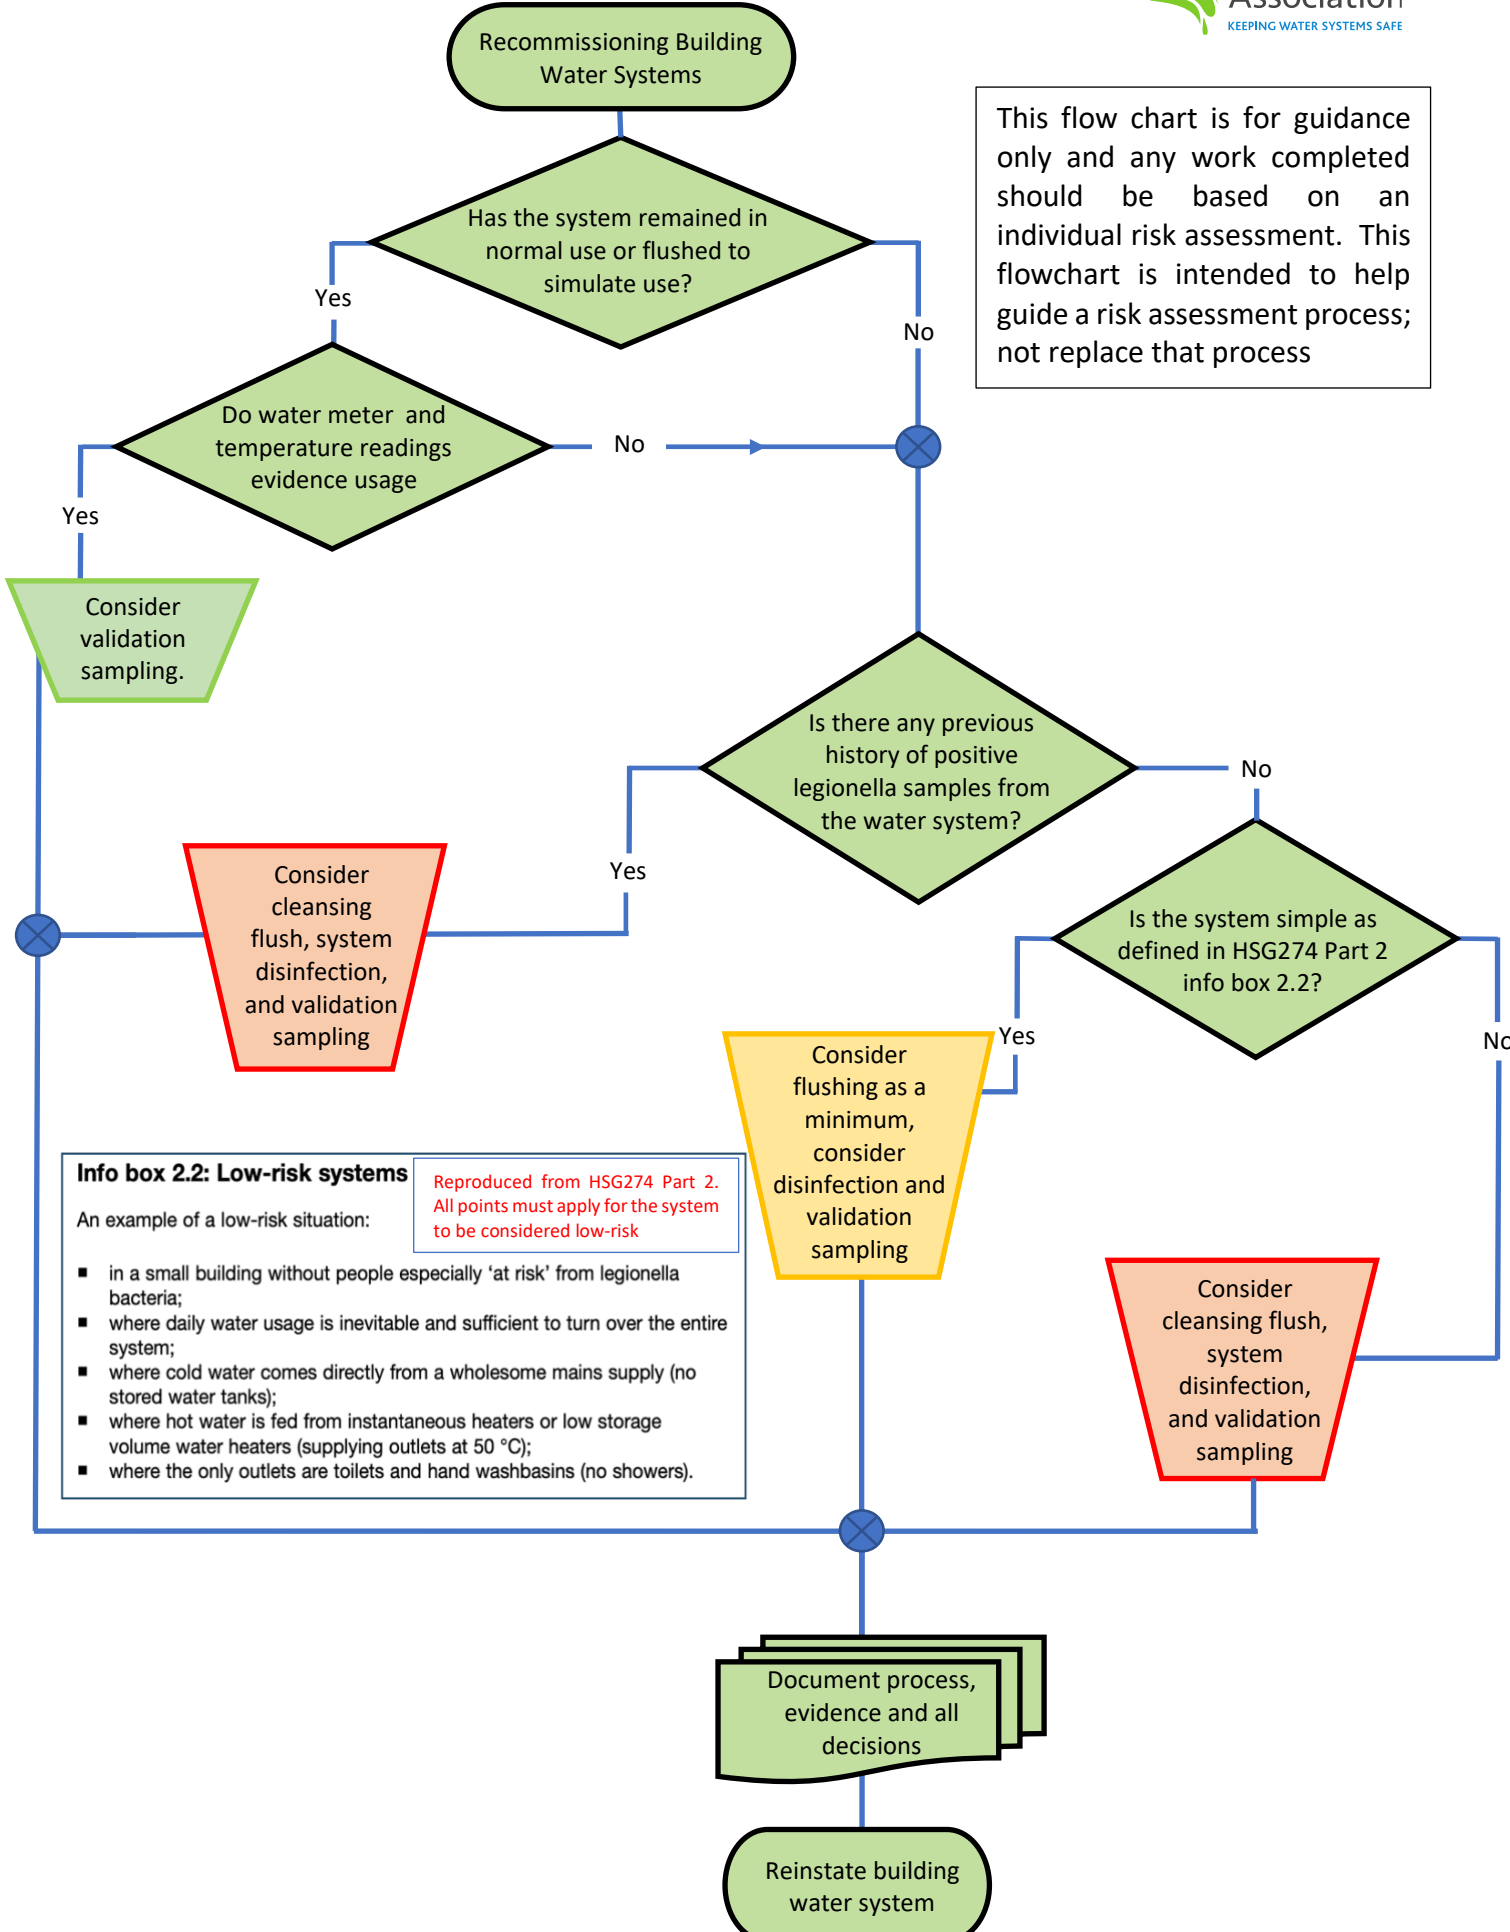 Association
KEEPING WATER SYSTEMS SAFE
Recommissioning Building
Water Systems
This flow chart is for guidance
only and any work completed
should be based on an
individual risk assessment. This
flowchart is intended to help
guide a risk assessment process;
not replace that process
Has the system remained in
normal use or flushed to
simulate use?
Yes
No
Do water meter and
temperature readings
evidence usage
No
Yes
Consider
validation
sampling.
Is there any previous
history of positive
legionella samples from
the water system?
No
Yes
Consider
cleansing
flush, system
disinfection,
and validation
sampling
Is the system simple as
defined in HSG274 Part 2
info box 2.2?
Yes
No
Consider
flushing as a
minimum,
consider
disinfection and
validation
sampling
Info box 2.2: Low-risk systems
Reproduced from HSG274 Part 2.
All points must apply for the system
to be considered low-risk
An example of a low-risk situation:
■ in a small building without people especially ‘at risk’ from legionella
bacteria;
■ where daily water usage is inevitable and sufficient to turn over the entire
system;
■ where cold water comes directly from a wholesome mains supply (no
stored water tanks);
■ where hot water is fed from instantaneous heaters or low storage
volume water heaters (supplying outlets at 50 °C);
■ where the only outlets are toilets and hand washbasins (no showers).
Consider
cleansing flush,
system
disinfection,
and validation
sampling
Document process,
evidence and all
decisions
Reinstate building
water system